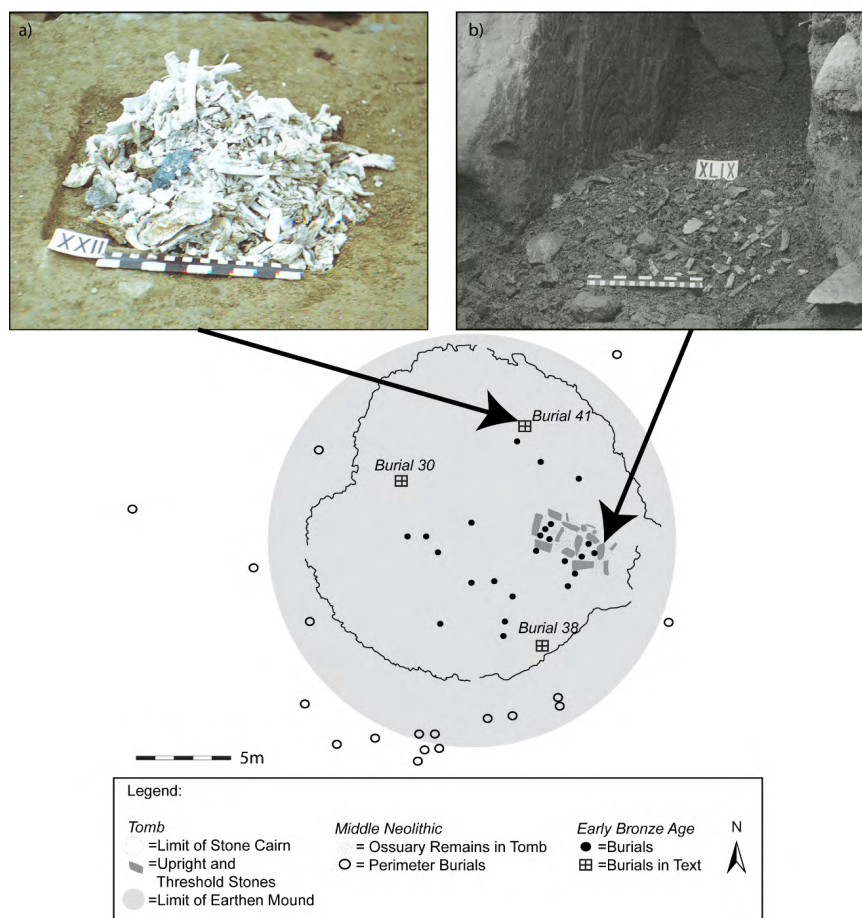 a)
XXII
b)
XLIX
Burial 41
Burial 30
Burial 38
5m
Legend:
Tomb
=Limit of Stone Cairn
=Upright and
Threshold Stones
=Limit of Earthen Mound
Middle Neolithic
= Ossuary Remains in Tomb
= Perimeter Burials
Early Bronze Age
=Burials
=Burials in Text
N